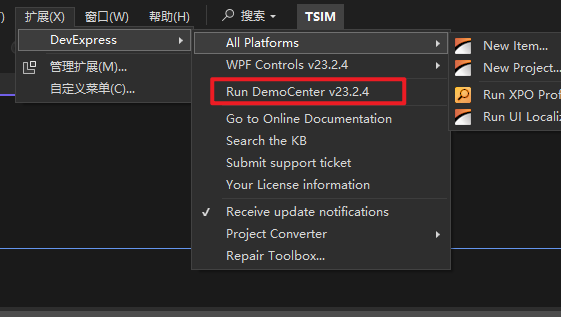 扩展(X) 窗口(W) 帮助(H) 搜索 TSIM
DevExpress
管理扩展(M)...
自定义菜单(C)...
All Platforms
WPF Controls v23.2.4
Run DemoCenter v23.2.4
Go to Online Documentation
Search the KB
Submit support ticket
Your License information
Receive update notifications
Project Converter
Repair Toolbox...
New Item...
New Project...
Run XPO Prof
Run UI Localiz